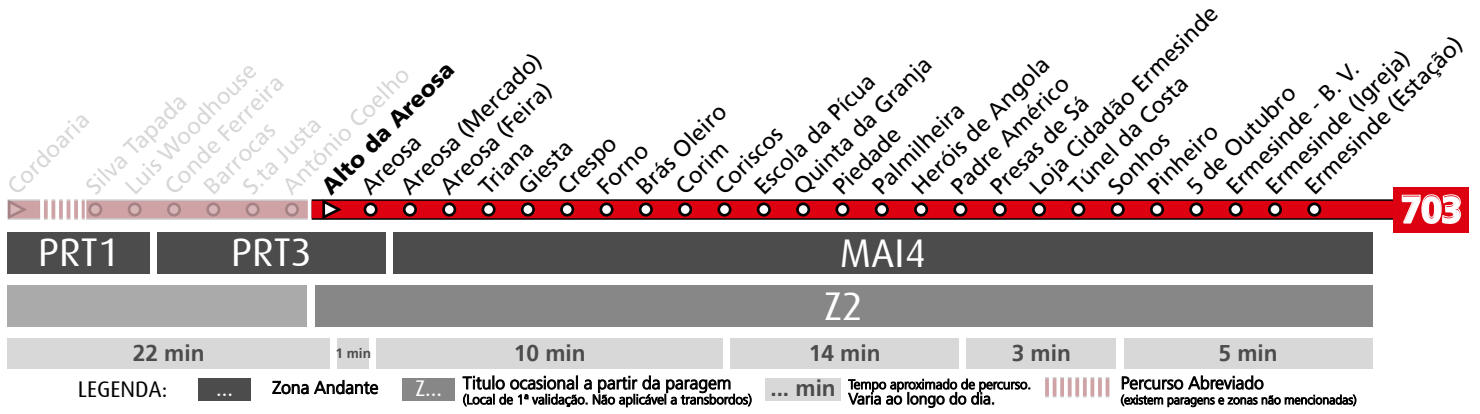 Cordoaria
Silva Tapada
Luis Woodhouse
Conde Ferreira
Barrocas
S.ta Justa
António Coelho
Alto da Areosa
Areosa
Areosa (Mercado)
Areosa (Feira)
Triana
Giesta
Crespo
Forno
Brás Oleiro
Corim
Coriscos
Escola da Pícua
Quinta da Granja
Piedade
Palmilheira
Heróis de Angola
Padre Américo
Presas de Sá
Loja Cidadão Ermesinde
Túnel da Costa
Sonhos
Pinheiro
5 de Outubro
Ermesinde - B. V.
Ermesinde (Igreja)
Ermesinde (Estação)
703
PRT1 PRT3 MAI4
Z2
22 min 1 min 10 min 14 min 3 min 5 min
LEGENDA:
... Zona Andante
Z... Titulo ocasional a partir da paragem
(Local de 1ª validação. Não aplicável a transbordos)
... min Tempo aproximado de percurso.
Varia ao longo do dia.
Percurso Abreviado
(existem paragens e zonas não mencionadas)